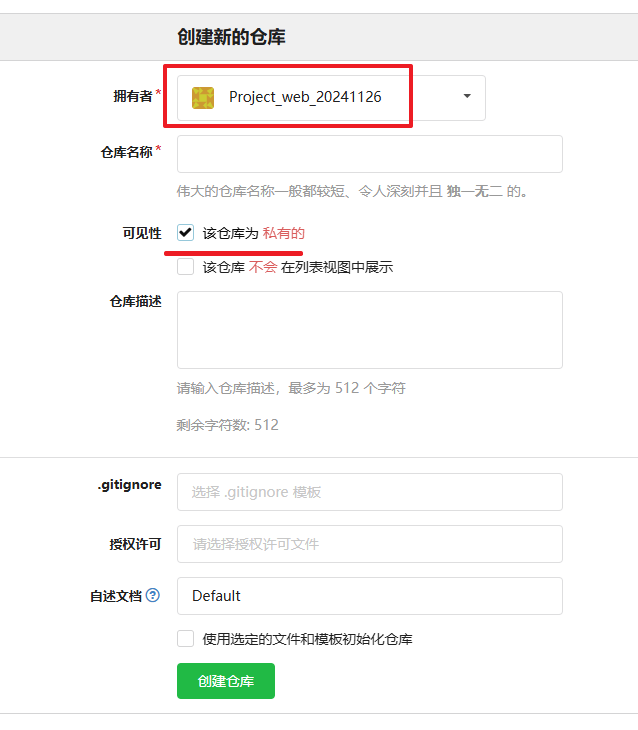 创建新的仓库
拥有者* Project_web_20241126
仓库名称*
伟大的仓库名称一般都较短、令人深刻并且 独一无二 的。
可见性 该仓库为 私有的
该仓库 不会 在列表视图中展示
仓库描述
请输入仓库描述，最多为 512 个字符
剩余字符数: 512
.gitignore 选择 .gitignore 模板
授权许可 请选择授权许可文件
自述文档 Default
使用选定的文件和模板初始化仓库
创建仓库